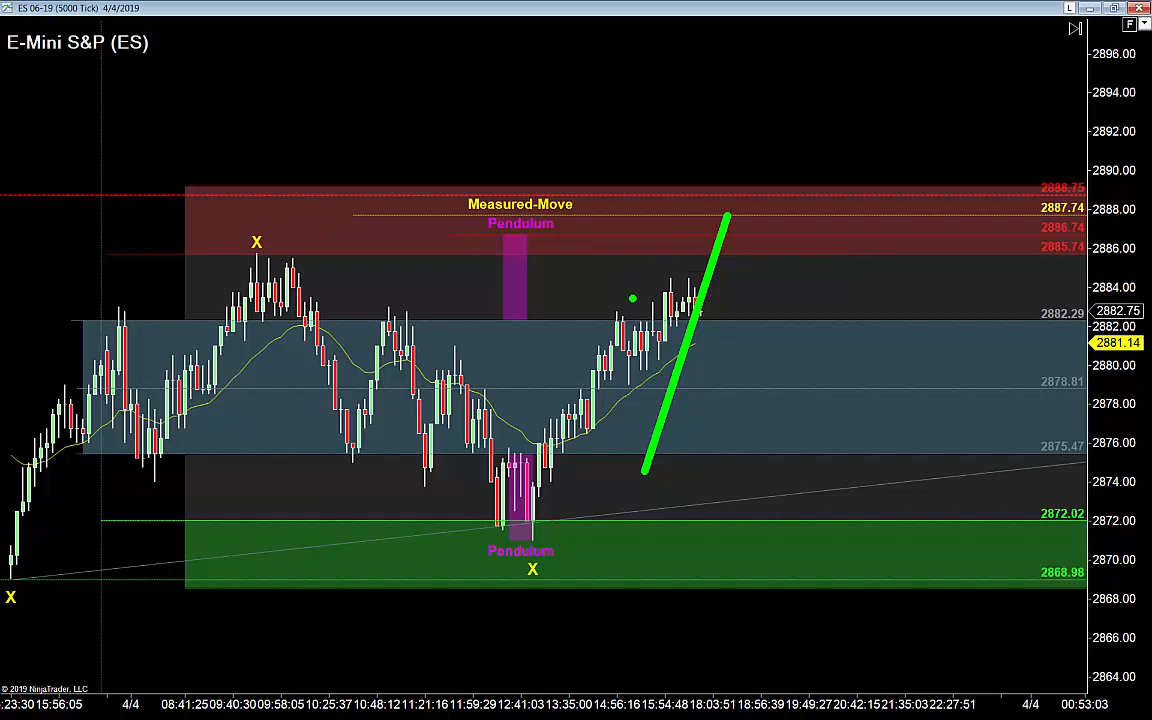 ES 06-19 (5000 Tick) 4/4/2019
L
F
E-Mini S&P (ES)
2896.00
2894.00
2892.00
2890.00
2888.75
Measured-Move
2887.74
2888.00
Pendulum
2886.74
X
2885.74
2886.00
2884.00
2882.29
2882.75
2882.00
2881.14
2880.00
2878.81
2878.00
2875.47
2876.00
2874.00
2872.02
2872.00
Pendulum
2870.00
X
2868.98
X
2868.00
2866.00
2864.00
© 2019 NinjaTrader, LLC
:23:30 15:56:05 4/4 08:41:25 09:40:30 09:58:05 10:25:37 10:48:12 11:21:16 11:59:29 12:41:03 13:35:00 14:56:16 15:54:48 18:03:51 18:56:39 19:49:27 20:42:15 21:35:03 22:27:51 4/4 00:53:03